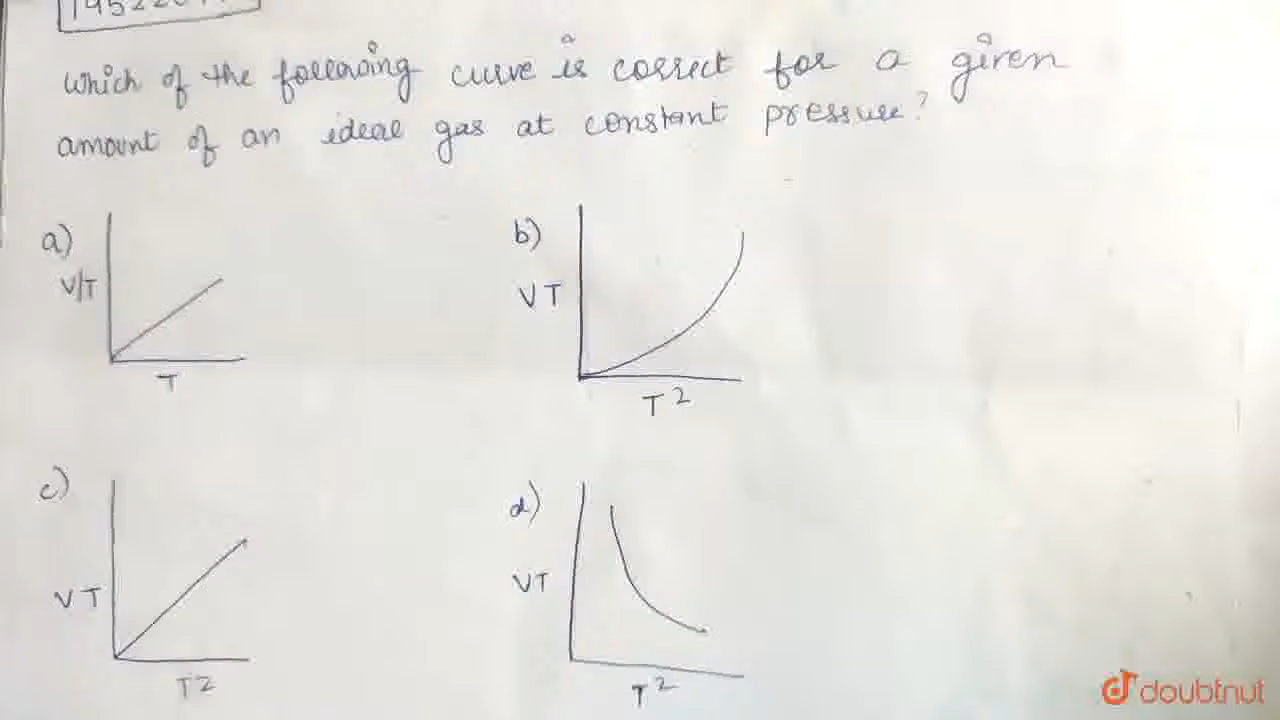 which of the following curve is correct for a given
amount of an ideal gas at constant pressure?
a)
V/T
T
b)
VT
T²
c)
VT
T2
d)
VT
T²
doubtnut